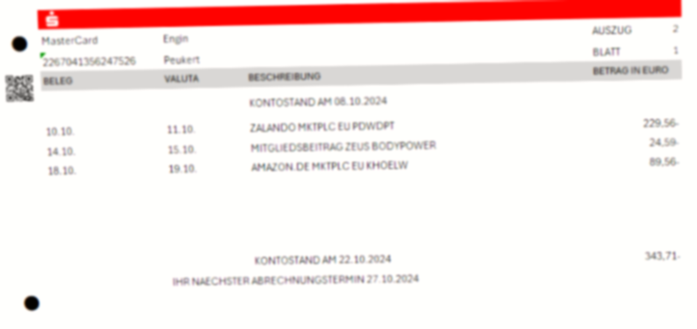 MasterCard Engin AUSZUG 2
2267041356247526 Peukert BLATT 1
BELEG VALUTA BESCHREIBUNG BETRAG IN EURO
KONTOSTAND AM 08.10.2024
10.10. 11.10. ZALANDO MKTPLC EU PDWDPT 229,56-
14.10. 15.10. MITGLIEDSBEITRAG ZEUS BODYPOWER 24,59-
18.10. 19.10. AMAZON.DE MKTPLC EU KHOELW 89,56-
KONTOSTAND AM 22.10.2024 343,71-
IHR NAECHSTER ABRECHNUNGSTERMIN 27.10.2024